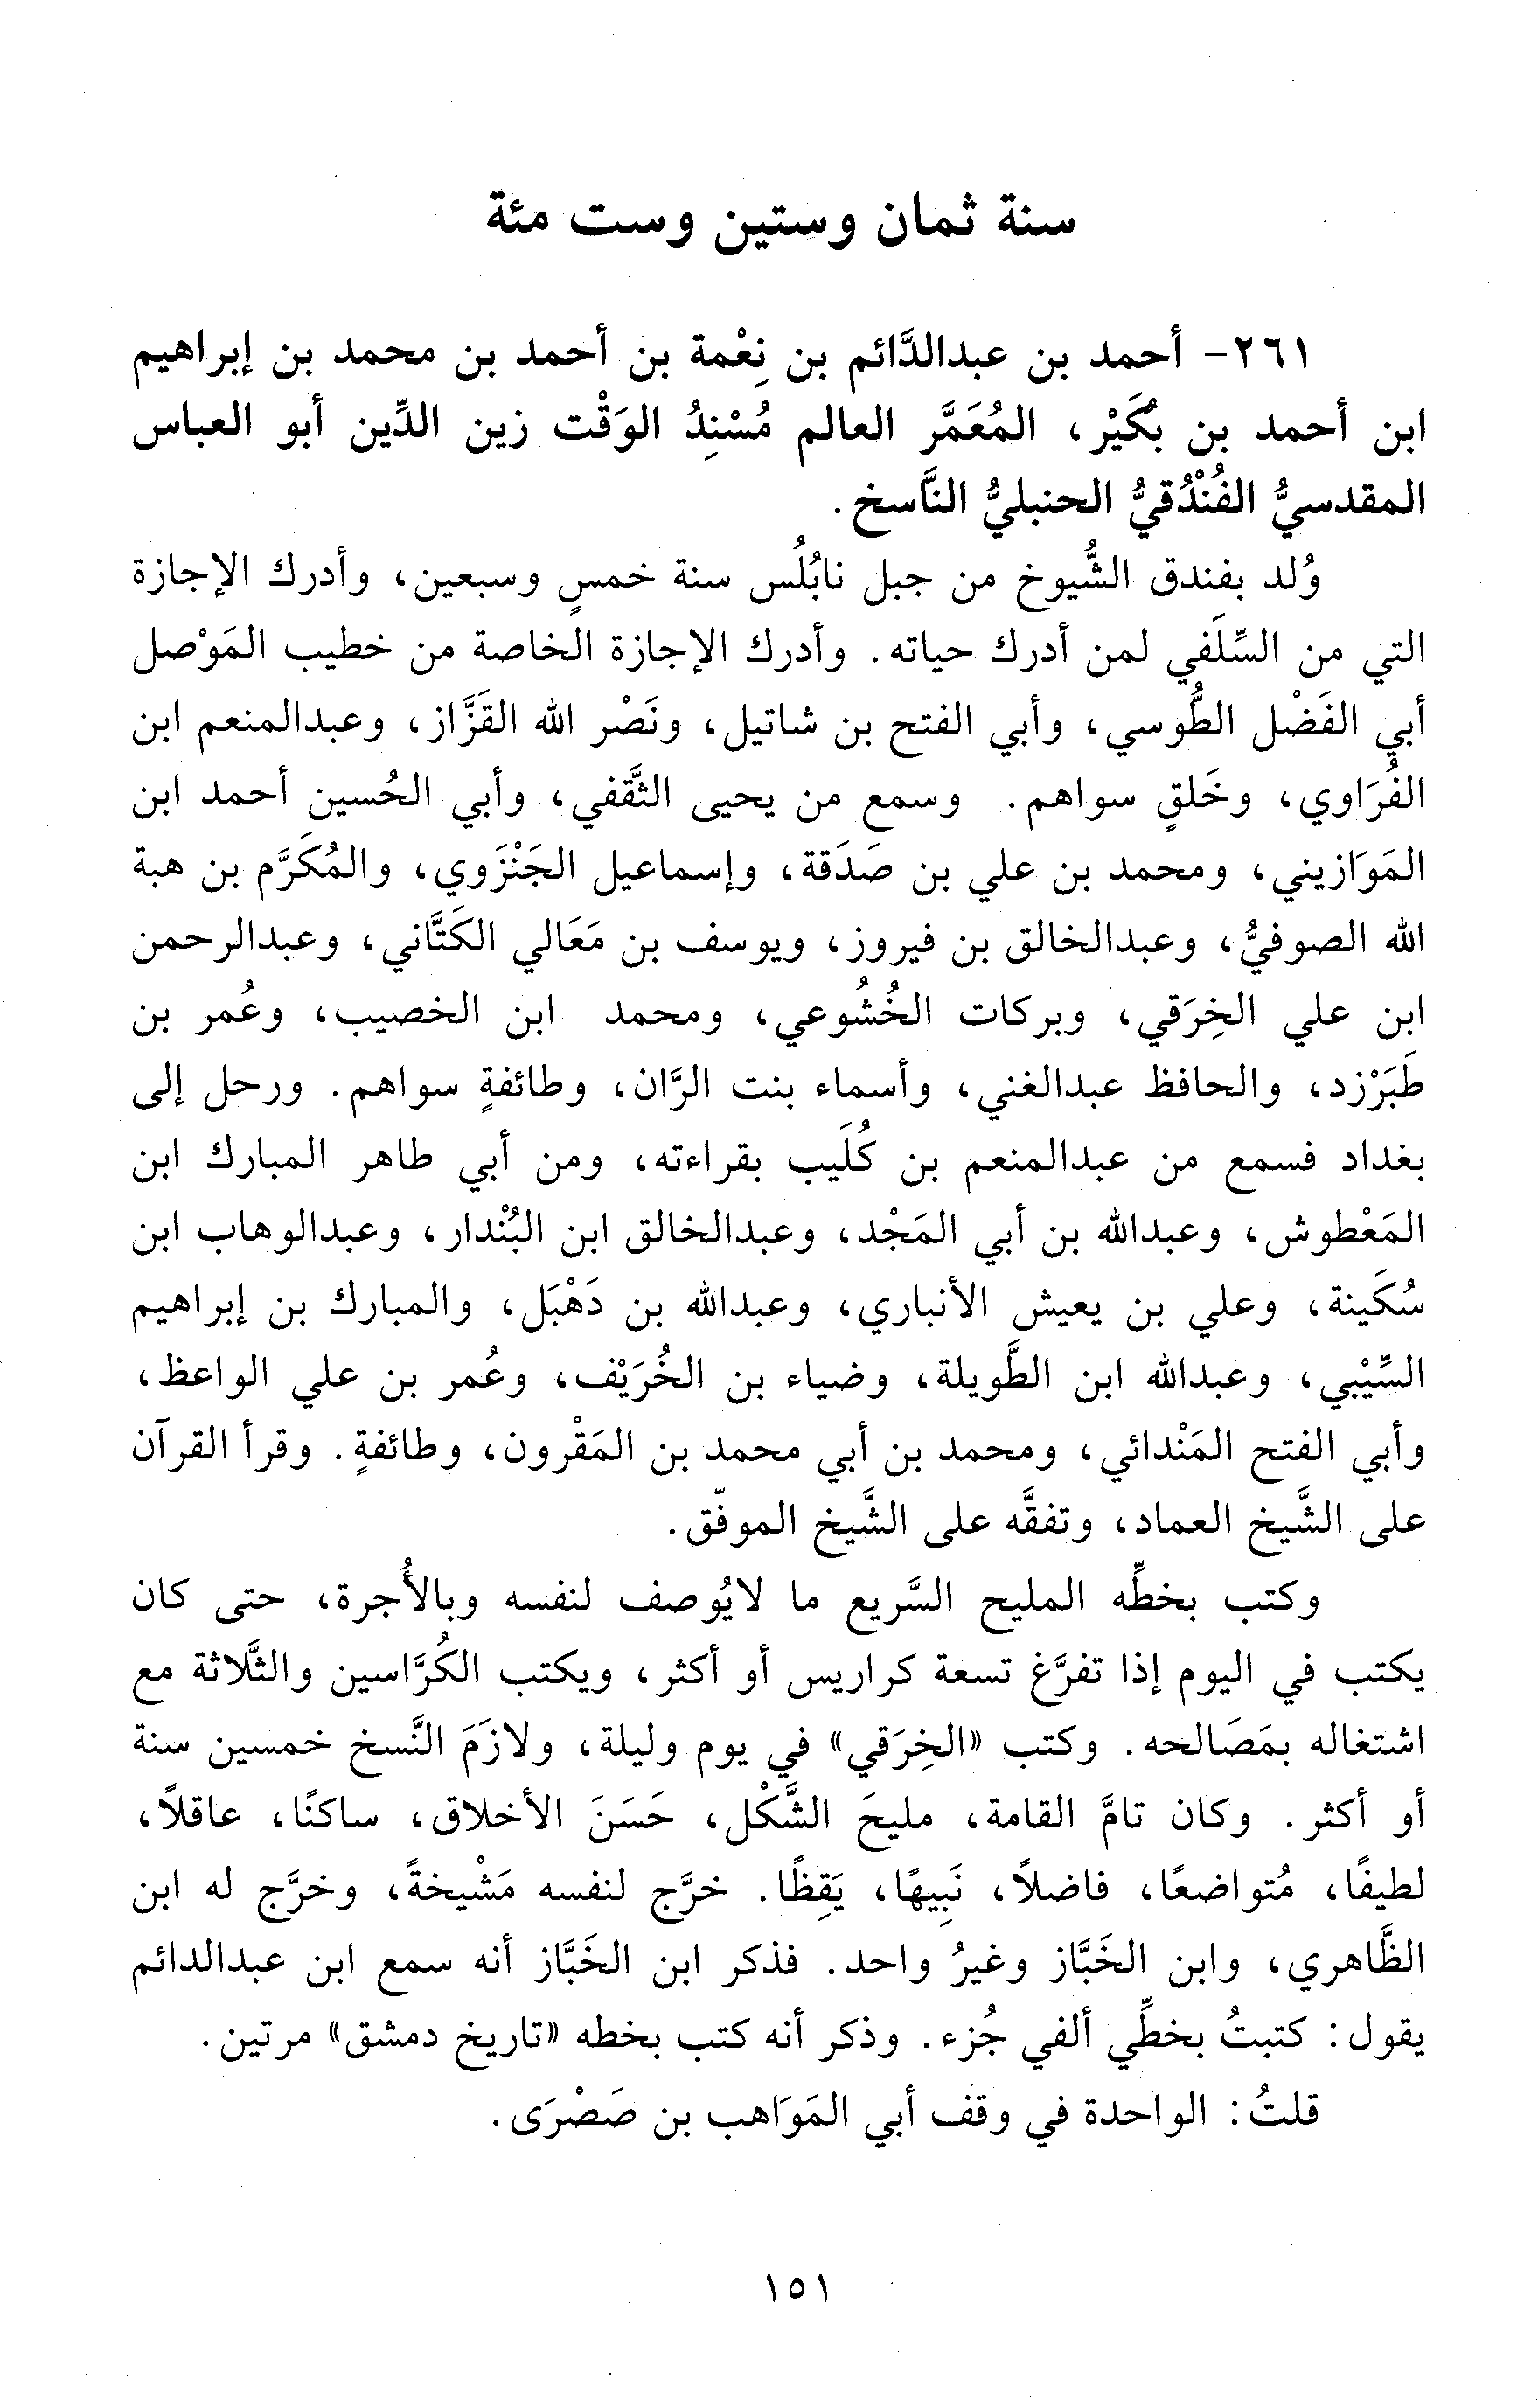 سنة ثمان وستين وست مئة
٢٦١- أحمد بن عبدالدَّائم بن نِعْمة بن أحمد بن محمد بن إبراهيم
ابن أحمد بن بُكَيْر، المُعَمَّر العالم مُسْنِدُ الوَقْت زين الدِّين أبو العباس
المقدسيُّ الفُنْدُقيُّ الحنبليُّ النَّاسخ.
وُلد بفندق الشُّيوخ من جبل نابُلُس سنة خمسٍ وسبعين، وأدرك الإجازة
التي من السِّلَفي لمن أدرك حياته. وأدرك الإجازة الخاصة من خطيب المَوْصل
أبي الفَضْل الطُّوسي، وأبي الفتح بن شاتيل، ونَصْر الله القَزَّاز، وعبدالمنعم ابن
الفُرَاوي، وخَلقٍ سواهم. وسمع من يحيى الثَّقفي، وأبي الحُسين أحمد ابن
المَوَازيني، ومحمد بن علي بن صَدَقة، وإسماعيل الجَنْزَوي، والمُكَرَّم بن هبة
الله الصوفيُّ، وعبدالخالق بن فيروز، ويوسف بن مَعَالي الكَتَّاني، وعبدالرحمن
ابن علي الخِرَقي، وبركات الخُشُوعي، ومحمد ابن الخصيب، وعُمر بن
طَبَرْزد، والحافظ عبدالغني، وأسماء بنت الرَّان، وطائفةٍ سواهم. ورحل إلى
بغداد فسمع من عبدالمنعم بن كُلَيب بقراءته، ومن أبي طاهر المبارك ابن
المَعْطوش، وعبدالله بن أبي المَجْد، وعبدالخالق ابن البُنْدار، وعبدالوهاب ابن
سُكَينة، وعلي بن يعيش الأنباري، وعبدالله بن دَهْبَل، والمبارك بن إبراهيم
السِّيْبي، وعبدالله ابن الطَّويلة، وضياء بن الخُرَيْف، وعُمر بن علي الواعظ،
وأبي الفتح المَنْدائي، ومحمد بن أبي محمد بن المَقْرون، وطائفةٍ. وقرأ القرآن
على الشَّيخ العماد، وتفقَّه على الشَّيخ الموفّق.
وكتب بخطِّه المليح السَّريع ما لايُوصف لنفسه وبالأُجرة، حتى كان
يكتب في اليوم إذا تفرَّغ تسعة كراريس أو أكثر، ويكتب الكُرَّاسين والثَّلاثة مع
اشتغاله بمَصَالحه. وكتب «الخِرَقي» في يوم وليلة، ولازَمَ النَّسخ خمسين سنة
أو أكثر. وكان تامَّ القامة، مليحَ الشَّكْل، حَسَنَ الأخلاق، ساكنًا، عاقلاً،
لطيفًا، مُتواضعًا، فاضلاً، نَبِيهًا، يَقِظًا. خرَّج لنفسه مَشْيخةً، وخرَّج له ابن
الظَّاهري، وابن الخَبَّاز وغيرُ واحد. فذكر ابن الخَبَّاز أنه سمع ابن عبدالدائم
يقول: كتبتُ بخطِّي ألفي جُزء. وذكر أنه كتب بخطه «تاريخ دمشق» مرتين.
قلتُ: الواحدة في وقف أبي المَوَاهب بن صَصْرَى.
١٥١